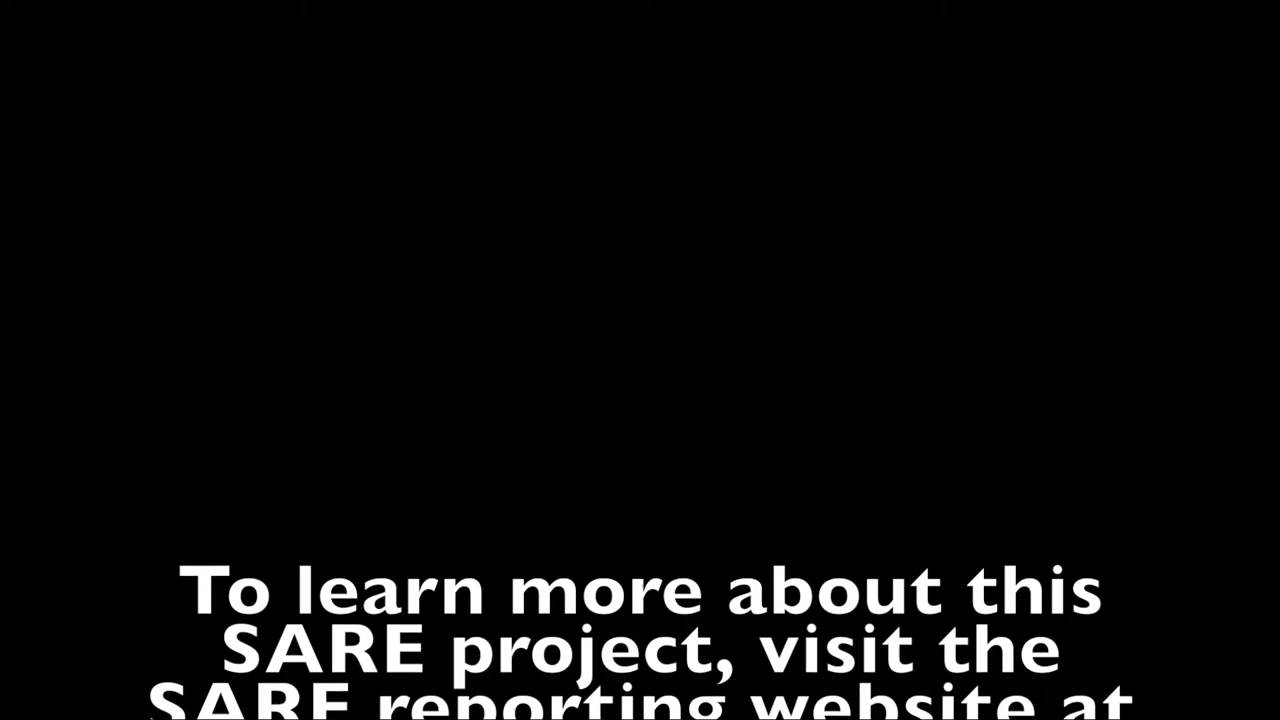 To learn more about this
SARE project, visit the
SARE reporting website at